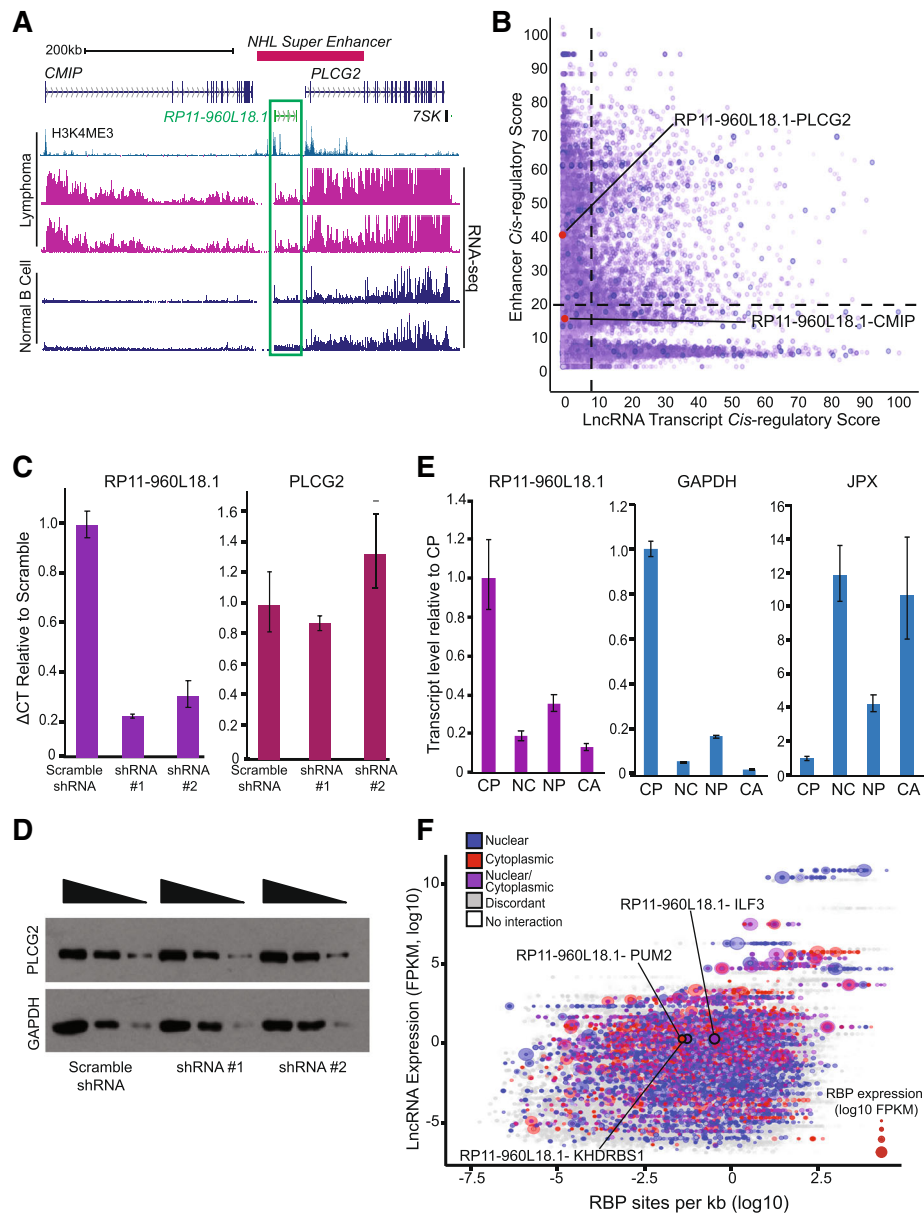 A
200kb
NHL Super Enhancer
CMIP
PLCG2
RP11-960L18.1
7SK
H3K4ME3
Lymphoma
Normal B Cell
RNA-seq
B
Enhancer Cis-regulatory Score
100
90
80
70
60
50
40
30
20
10
0
RP11-960L18.1-PLCG2
RP11-960L18.1-CMIP
0 10 20 30 40 50 60 70 80 90 100
LncRNA Transcript Cis-regulatory Score
C
RP11-960L18.1
ΔCT Relative to Scramble
1.0
0.8
0.6
0.4
0.2
0
Scramble shRNA
shRNA #1
shRNA #2
PLCG2
1.6
1.4
1.2
1.0
0.8
0.6
0.4
0.2
0
Scramble shRNA
shRNA #1
shRNA #2
D
PLCG2
GAPDH
Scramble shRNA
shRNA #1
shRNA #2
E
RP11-960L18.1
Transcript level relative to CP
1.4
1.2
1.0
0.8
0.6
0.4
0.2
0
CP NC NP CA
GAPDH
1.2
1.0
0.8
0.6
0.4
0.2
0
CP NC NP CA
JPX
16
14
12
10
8
6
4
2
0
CP NC NP CA
F
Nuclear
Cytoplasmic
Nuclear/
Cytoplasmic
Discordant
No interaction
RP11-960L18.1- ILF3
RP11-960L18.1- PUM2
RP11-960L18.1- KHDRBS1
RBP expression
(log10 FPKM)
LncRNA Expression (FPKM, log10)
10
5
0
-5
-7.5 -5 -2.5 0 2.5
RBP sites per kb (log10)